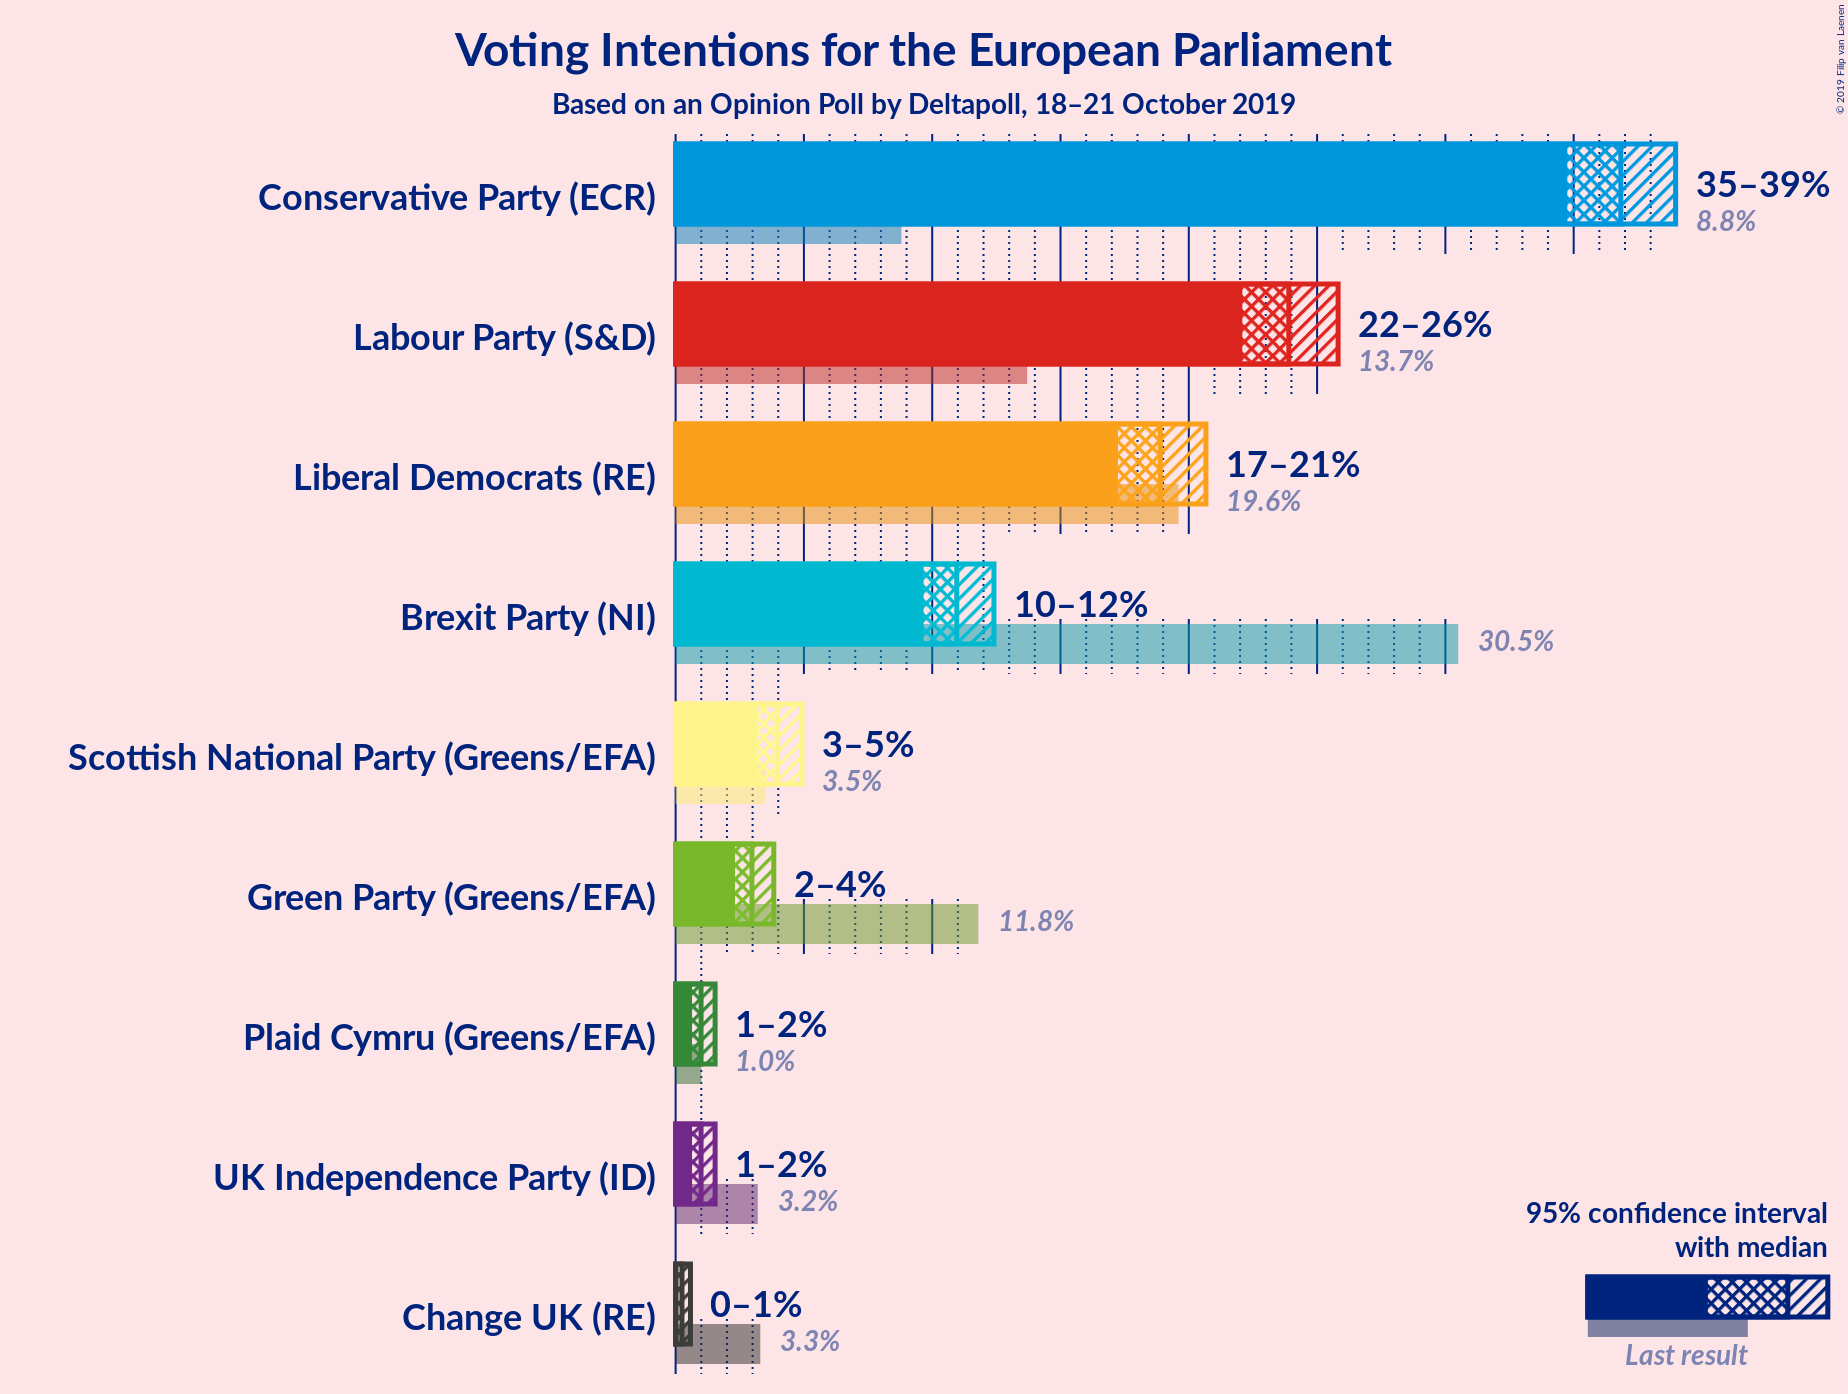 Voting Intentions for the European Parliament
Based on an Opinion Poll by Deltapoll, 18–21 October 2019
© 2019 Filip van Laenen
Conservative Party (ECR)
35–39%
8.8%
Labour Party (S&D)
22–26%
13.7%
Liberal Democrats (RE)
17–21%
19.6%
Brexit Party (NI)
10–12%
30.5%
Scottish National Party (Greens/EFA)
3–5%
3.5%
Green Party (Greens/EFA)
2–4%
11.8%
Plaid Cymru (Greens/EFA)
1–2%
1.0%
UK Independence Party (ID)
1–2%
3.2%
Change UK (RE)
0–1%
3.3%
95% confidence interval
with median
Last result